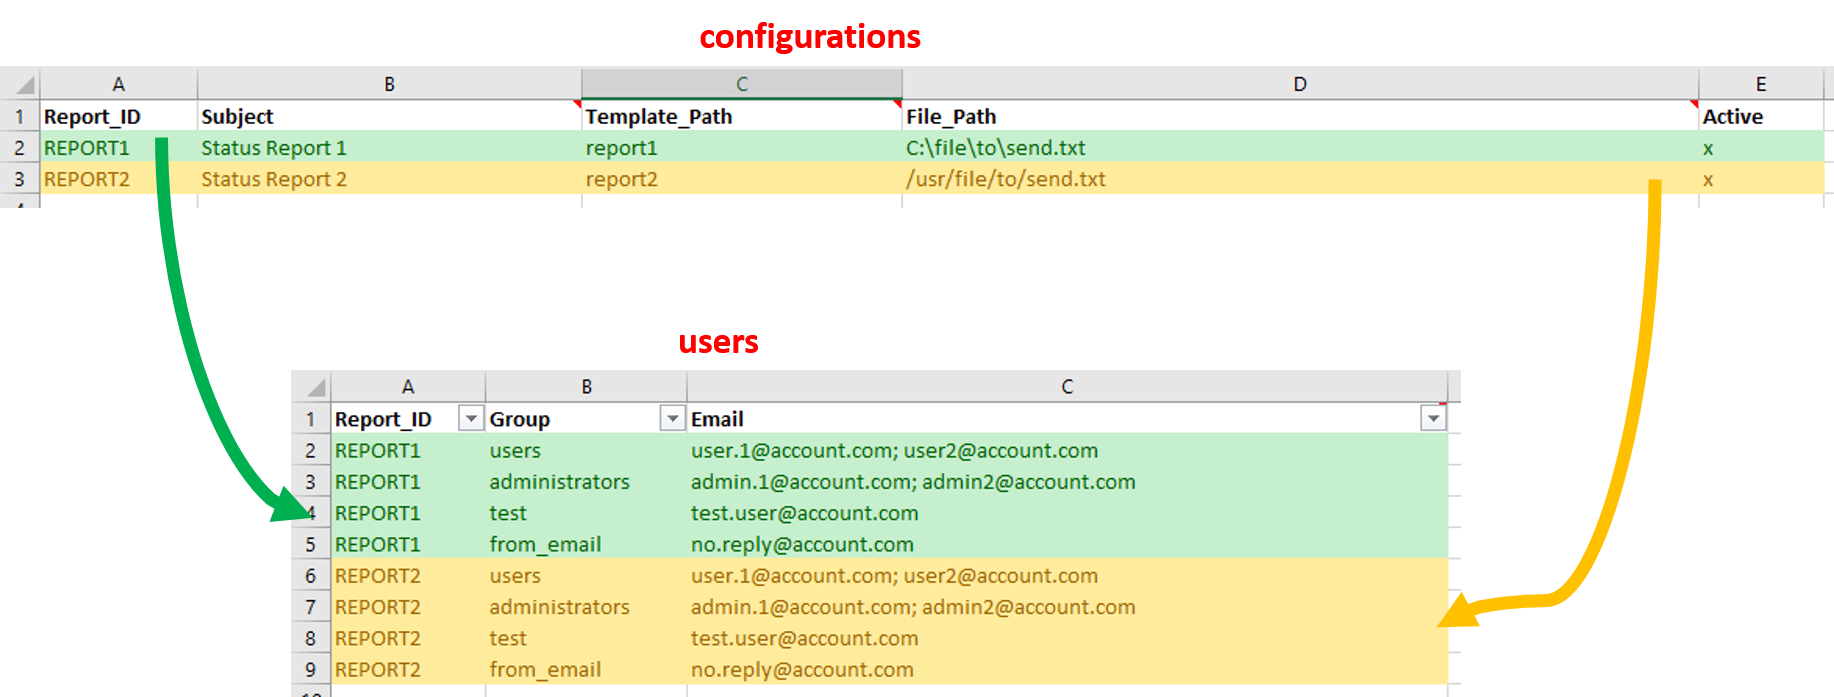 configurations
A B C D E
1 Report_ID Subject Template_Path File_Path Active
2 REPORT1 Status Report 1 report1 C:\file\to\send.txt x
3 REPORT2 Status Report 2 report2 /usr/file/to/send.txt x
users
A B C
1 Report_ID Group Email
2 REPORT1 users user.1@account.com; user2@account.com
3 REPORT1 administrators admin.1@account.com; admin2@account.com
4 REPORT1 test test.user@account.com
5 REPORT1 from_email no.reply@account.com
6 REPORT2 users user.1@account.com; user2@account.com
7 REPORT2 administrators admin.1@account.com; admin2@account.com
8 REPORT2 test test.user@account.com
9 REPORT2 from_email no.reply@account.com